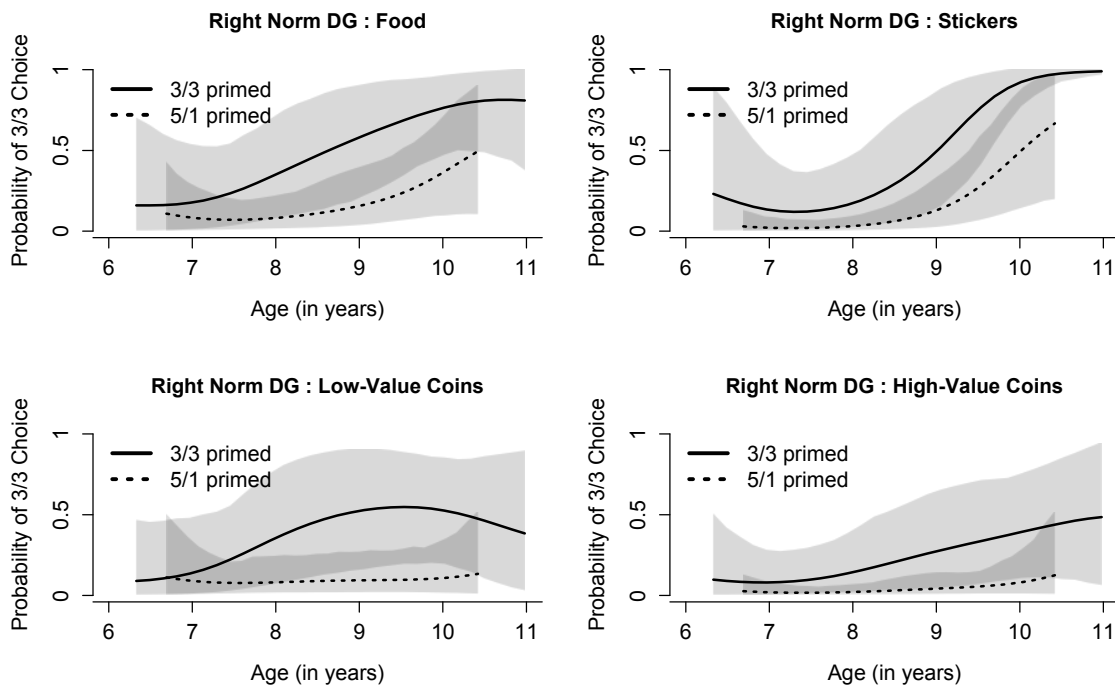 Right Norm DG : Food
Probability of 3/3 Choice
1
0.5
0
3/3 primed
5/1 primed
6 7 8 9 10 11
Age (in years)
Right Norm DG : Stickers
Probability of 3/3 Choice
1
0.5
0
3/3 primed
5/1 primed
6 7 8 9 10 11
Age (in years)
Right Norm DG : Low-Value Coins
Probability of 3/3 Choice
1
0.5
0
3/3 primed
5/1 primed
6 7 8 9 10 11
Age (in years)
Right Norm DG : High-Value Coins
Probability of 3/3 Choice
1
0.5
0
3/3 primed
5/1 primed
6 7 8 9 10 11
Age (in years)